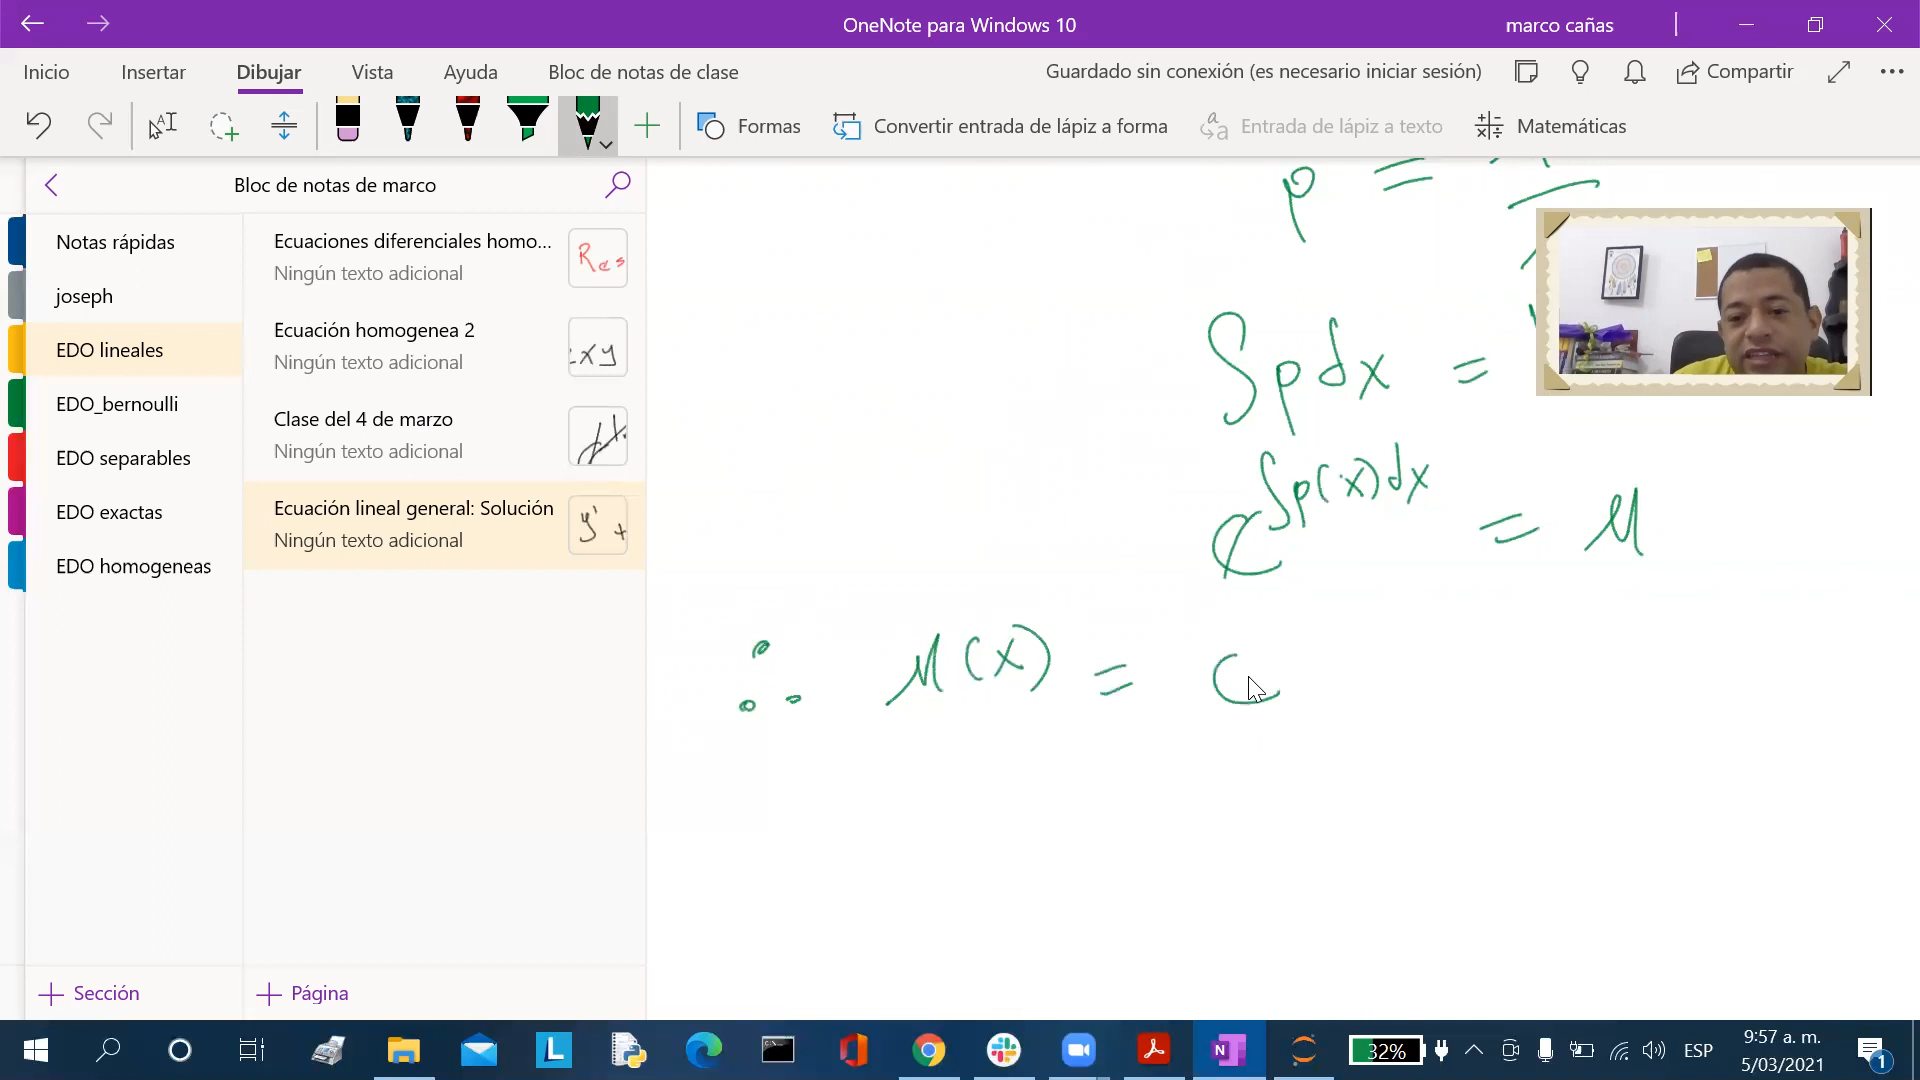 OneNote para Windows 10
marco cañas
Inicio
Insertar
Dibujar
Vista
Ayuda
Bloc de notas de clase
Guardado sin conexión (es necesario iniciar sesión)
Compartir
Formas
Convertir entrada de lápiz a forma
Entrada de lápiz a texto
Matemáticas
Bloc de notas de marco
Notas rápidas
joseph
EDO lineales
EDO_bernoulli
EDO separables
EDO exactas
EDO homogeneas
Ecuaciones diferenciales homo...
Ningún texto adicional
Res
Ecuación homogenea 2
Ningún texto adicional
:xy
Clase del 4 de marzo
Ningún texto adicional
Ecuación lineal general: Solución
Ningún texto adicional
y' +
p =
∫pdx =
e^∫p(x)dx = μ
∴ μ(x) =
Sección
Página
32%
ESP
9:57 a. m.
5/03/2021
1